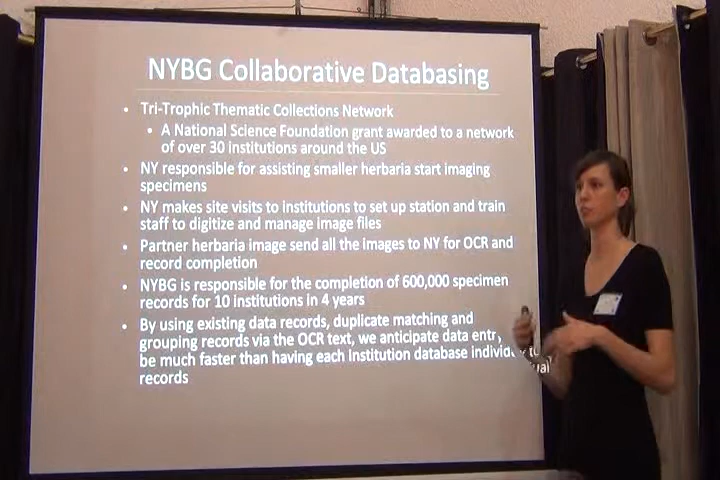 NYBG Collaborative Databasing
• Tri-Trophic Thematic Collections Network
• A National Science Foundation grant awarded to a network
of over 30 institutions around the US
• NY responsible for assisting smaller herbaria start imaging
specimens
• NY makes site visits to institutions to set up station and train
staff to digitize and manage image files
• Partner herbaria image send all the images to NY for OCR and
record completion
• NYBG is responsible for the completion of 600,000 specimen
records for 10 institutions in 4 years
• By using existing data records, duplicate matching and
grouping records via the OCR text, we anticipate data entry
be much faster than having each Institution database
records